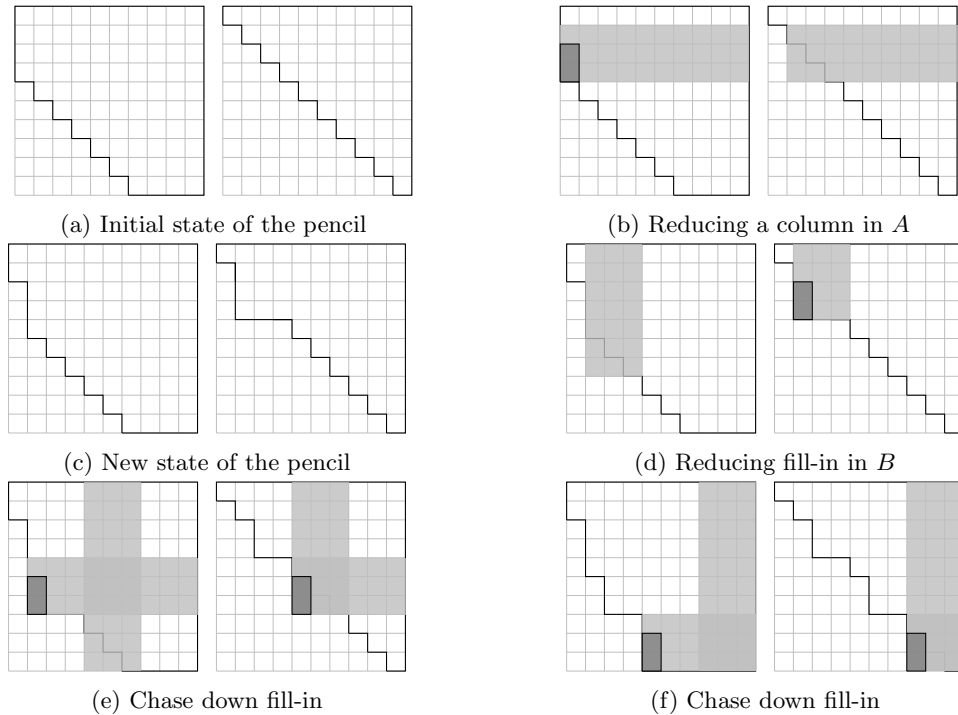 (a) Initial state of the pencil
(b) Reducing a column in A
(c) New state of the pencil
(d) Reducing fill-in in B
(e) Chase down fill-in
(f) Chase down fill-in